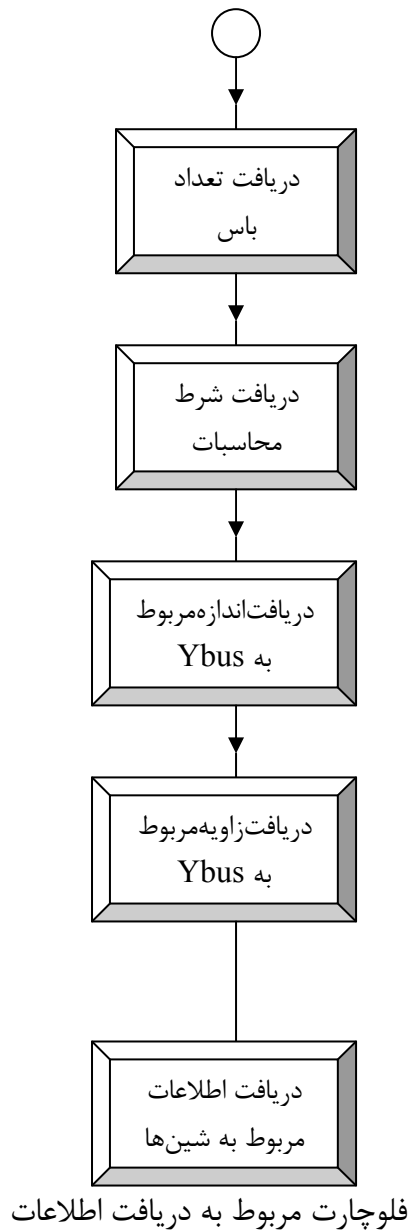 دریافت تعداد
باس
دریافت شرط
محاسبات
دریافت‌اندازه‌مربوط
به Ybus
دریافت‌زاویه‌مربوط
به Ybus
دریافت اطلاعات
مربوط به شین‌ها
فلوچارت مربوط به دریافت اطلاعات